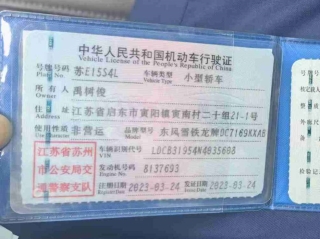 中华人民共和国机动车行驶证
Vehicle License of the People's Republic of China
号牌号码 苏E15S4L 车辆类型 小型轿车
Plate No. Vehicle Type
所有人 禹树俊
Owner
住址 江苏省启东市寅阳镇寅南村二十组21-1号
Address
使用性质 非营运 品牌型号 东风雪铁龙牌DC7169KXAB
Use Character Model
江苏省苏州 车辆识别代号 LDCB31954N4035608
VIN
市公安局交 发动机号码 8137693
Engine No.
通警察支队 注册日期 2023-03-24 发证日期 2023-03-24
Register Date Issue Date